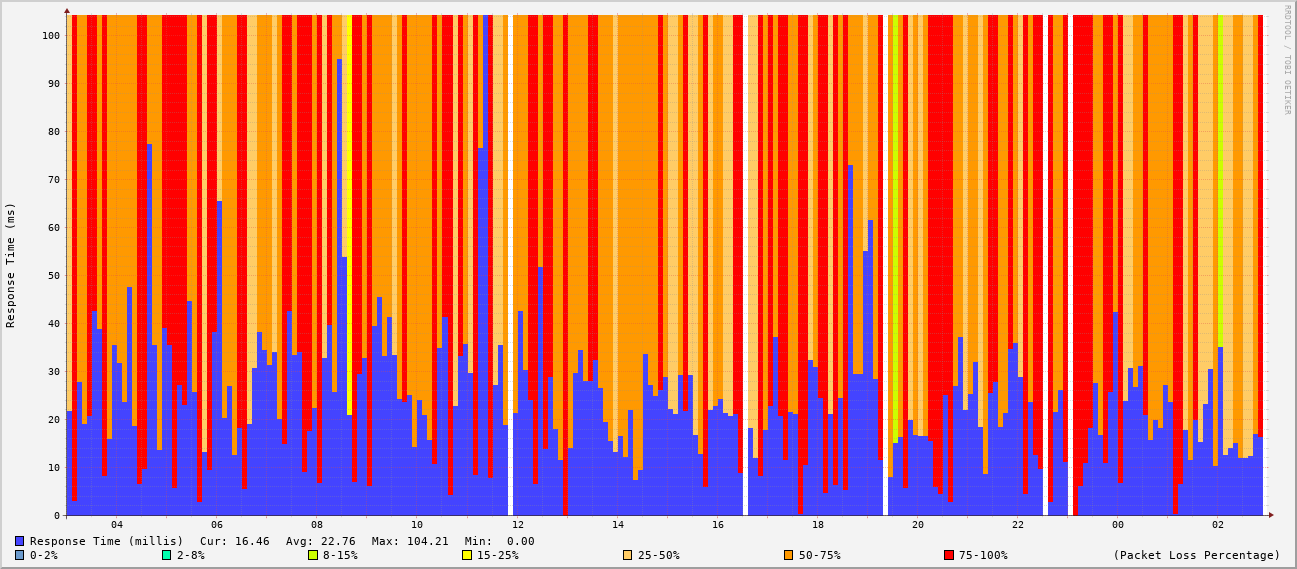 RRDTOOL / TOBI OETIKER
Response Time (ms)
100
90
80
70
60
50
40
30
20
10
0
04 06 08 10 12 14 16 18 20 22 00 02
Response Time (millis) Cur: 16.46 Avg: 22.76 Max: 104.21 Min: 0.00
0-2% 2-8% 8-15% 15-25% 25-50% 50-75% 75-100% (Packet Loss Percentage)